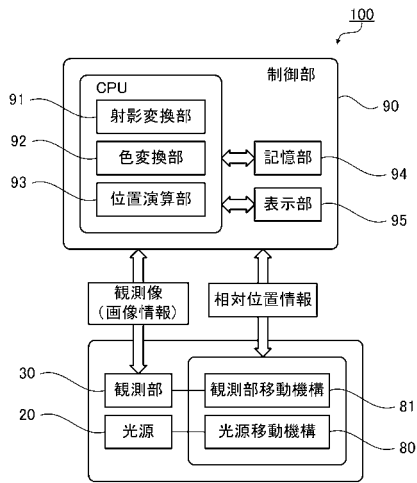 100
制御部
CPU
91
射影変換部
90
92
色変換部
記憶部
94
93
位置演算部
表示部
95
観測像
(画像情報)
相対位置情報
30
観測部
観測部移動機構
81
20
光源
光源移動機構
80